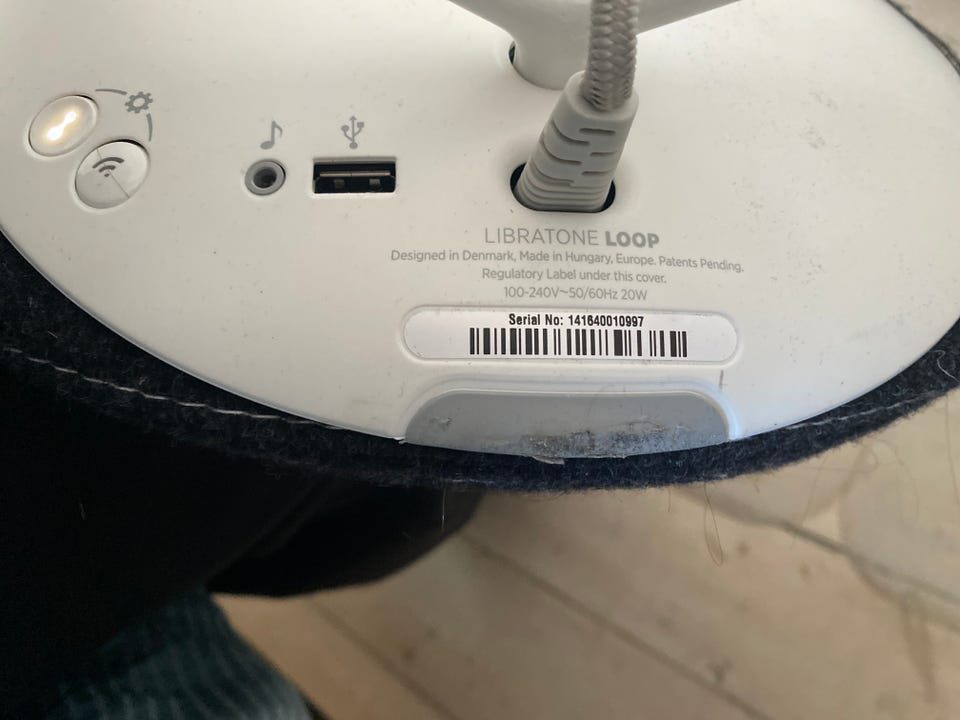 LIBRATONE LOOP
Designed in Denmark, Made in Hungary, Europe. Patents Pending.
Regulatory Label under this cover.
100-240V~50/60Hz 20W
Serial No: 141640010997